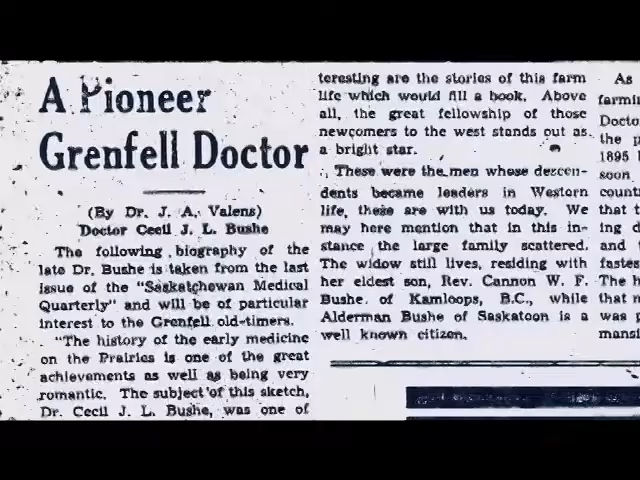 A Pioneer
Grenfell Doctor
(By Dr. J. A. Valens)
Doctor Cecil J. L. Bushe
The following biography of the
late Dr. Bushe is taken from the last
issue of the "Saskatchewan Medical
Quarterly" and will be of particular
interest to the Grenfell old-timers.
"The history of the early medicine
on the Prairies is one of the great
achievements as well as being very
romantic. The subject of this sketch,
Dr. Cecil J. L. Bushe, was one of
teresting are the stories of this farm
life which would fill a book. Above
all, the great fellowship of those
newcomers to the west stands out as
a bright star.
These were the men whose descen-
dents became leaders in Western
life, these are with us today. We
may here mention that in this in-
stance the large family scattered.
The widow still lives, residing with
her eldest son, Rev. Cannon W. F.
Bushe of Kamloops, B.C., while
Alderman Bushe of Saskatoon is a
well known citizen.
As
farmi
Docto
the p
1895
soon
count
that t
ing d
and
fastes
The h
that n
was p
mansi